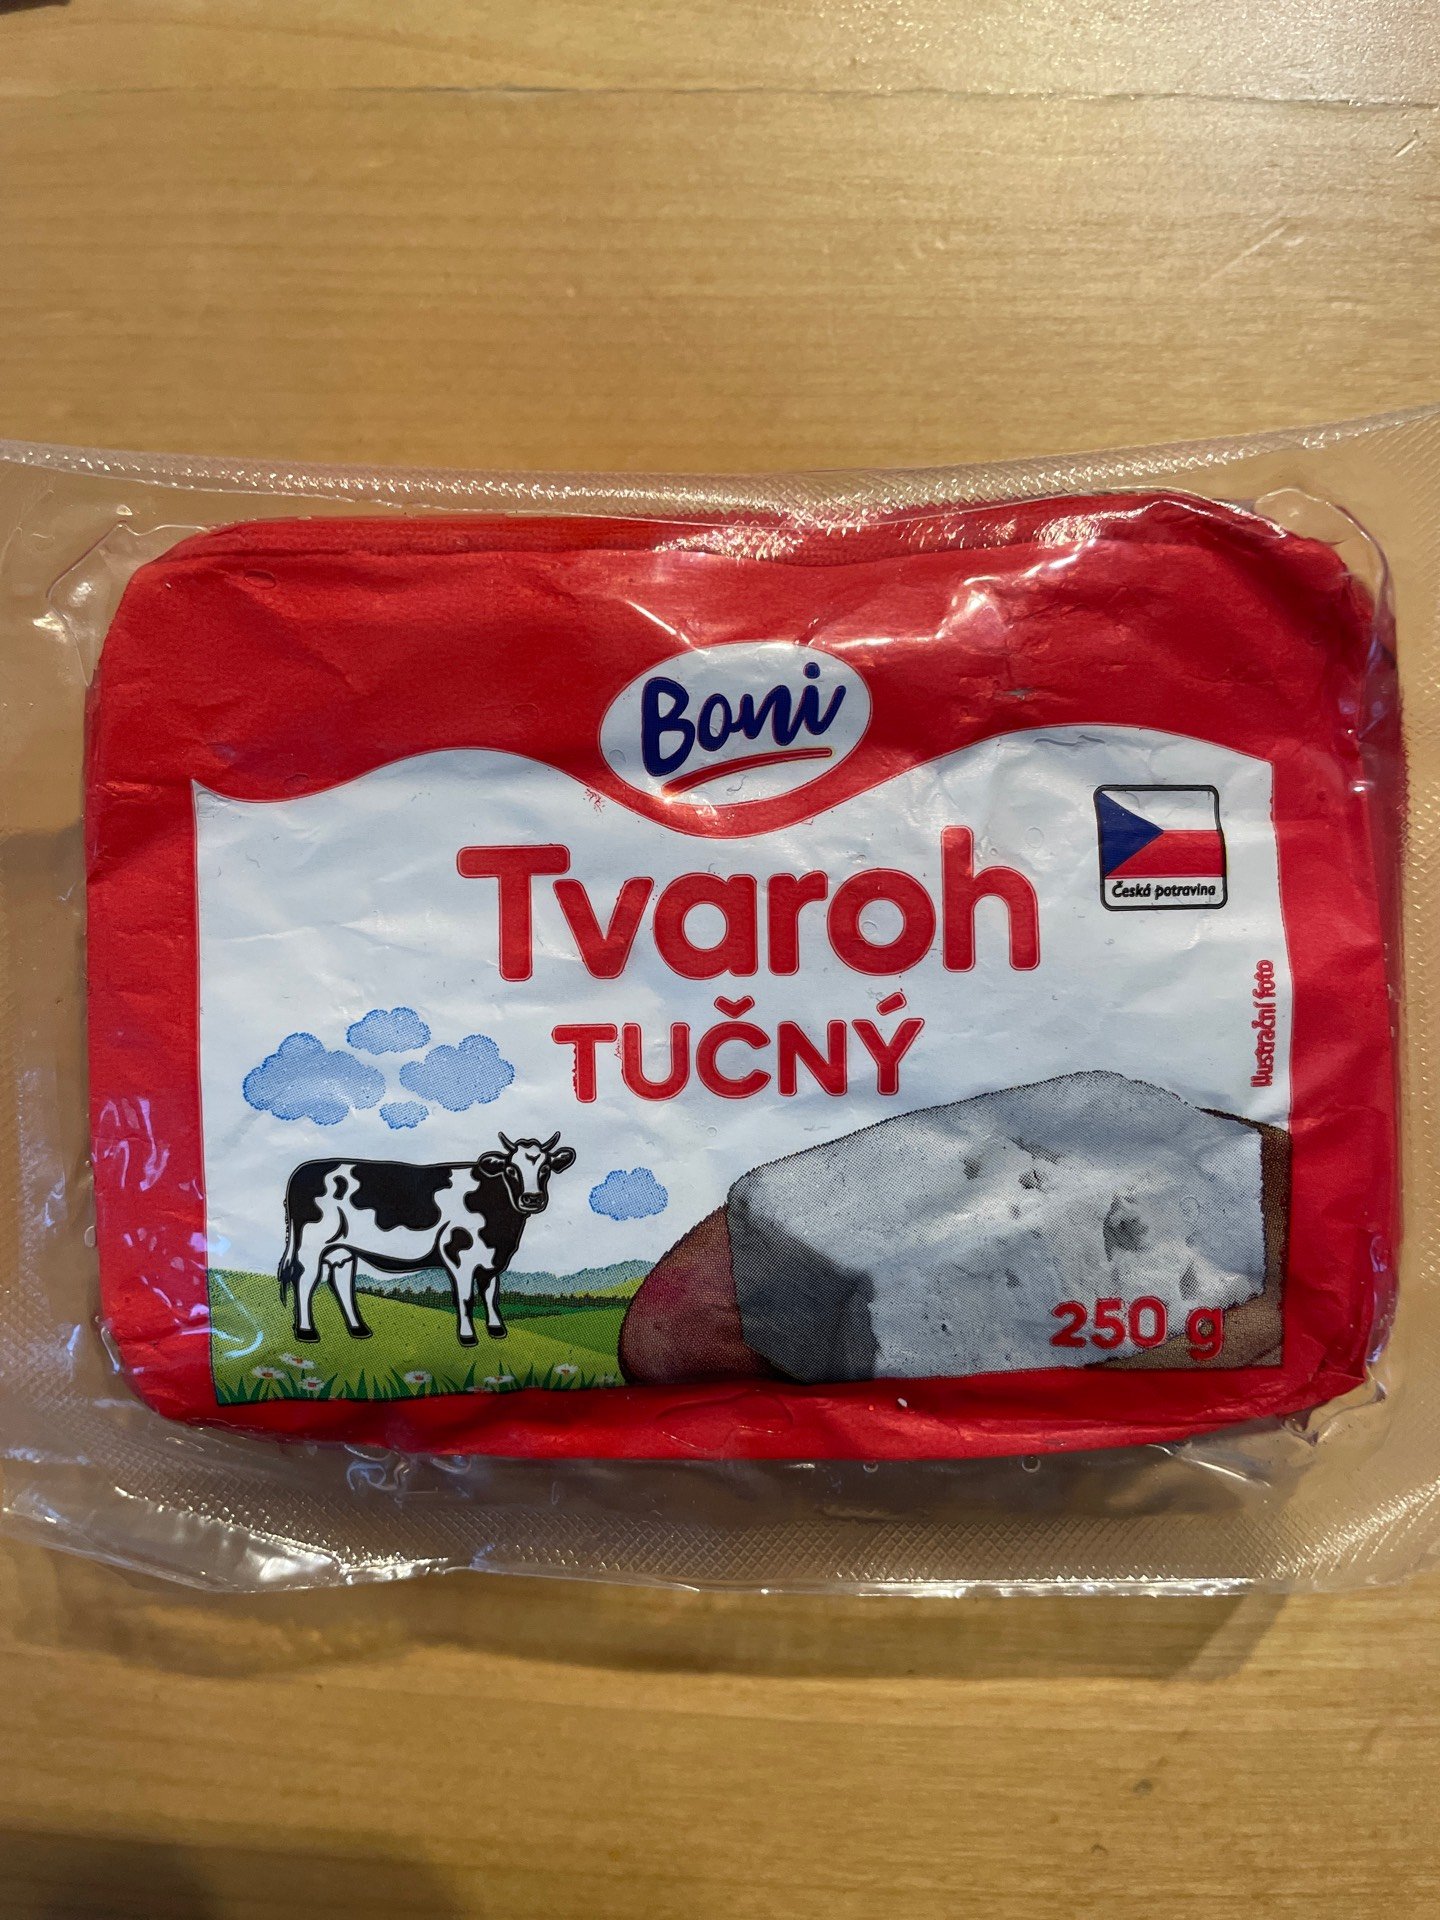 Boni
Tvaroh
TUČNÝ
Česká potravina
Ilustrační foto
250 g